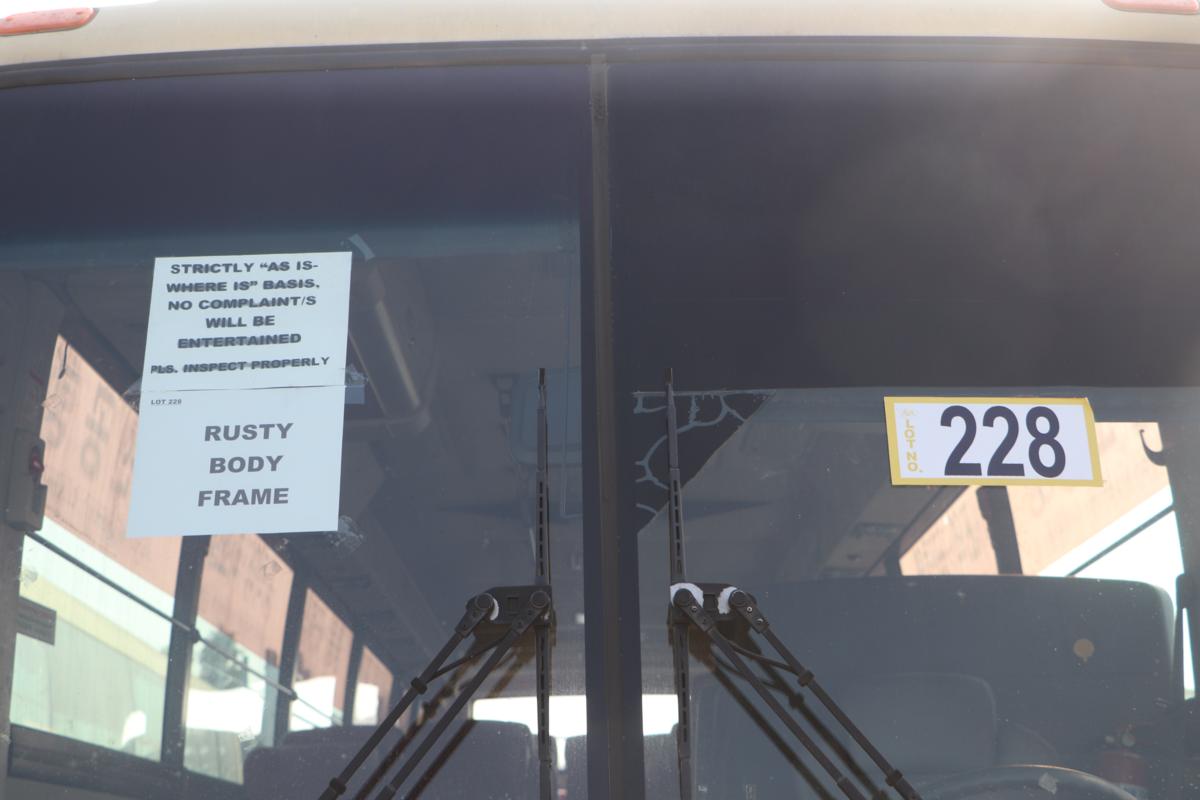 STRICTLY “AS IS-
WHERE IS” BASIS.
NO COMPLAINT/S
WILL BE
ENTERTAINED
PLS. INSPECT PROPERLY
LOT 228
RUSTY
BODY
FRAME
LOT NO.
228